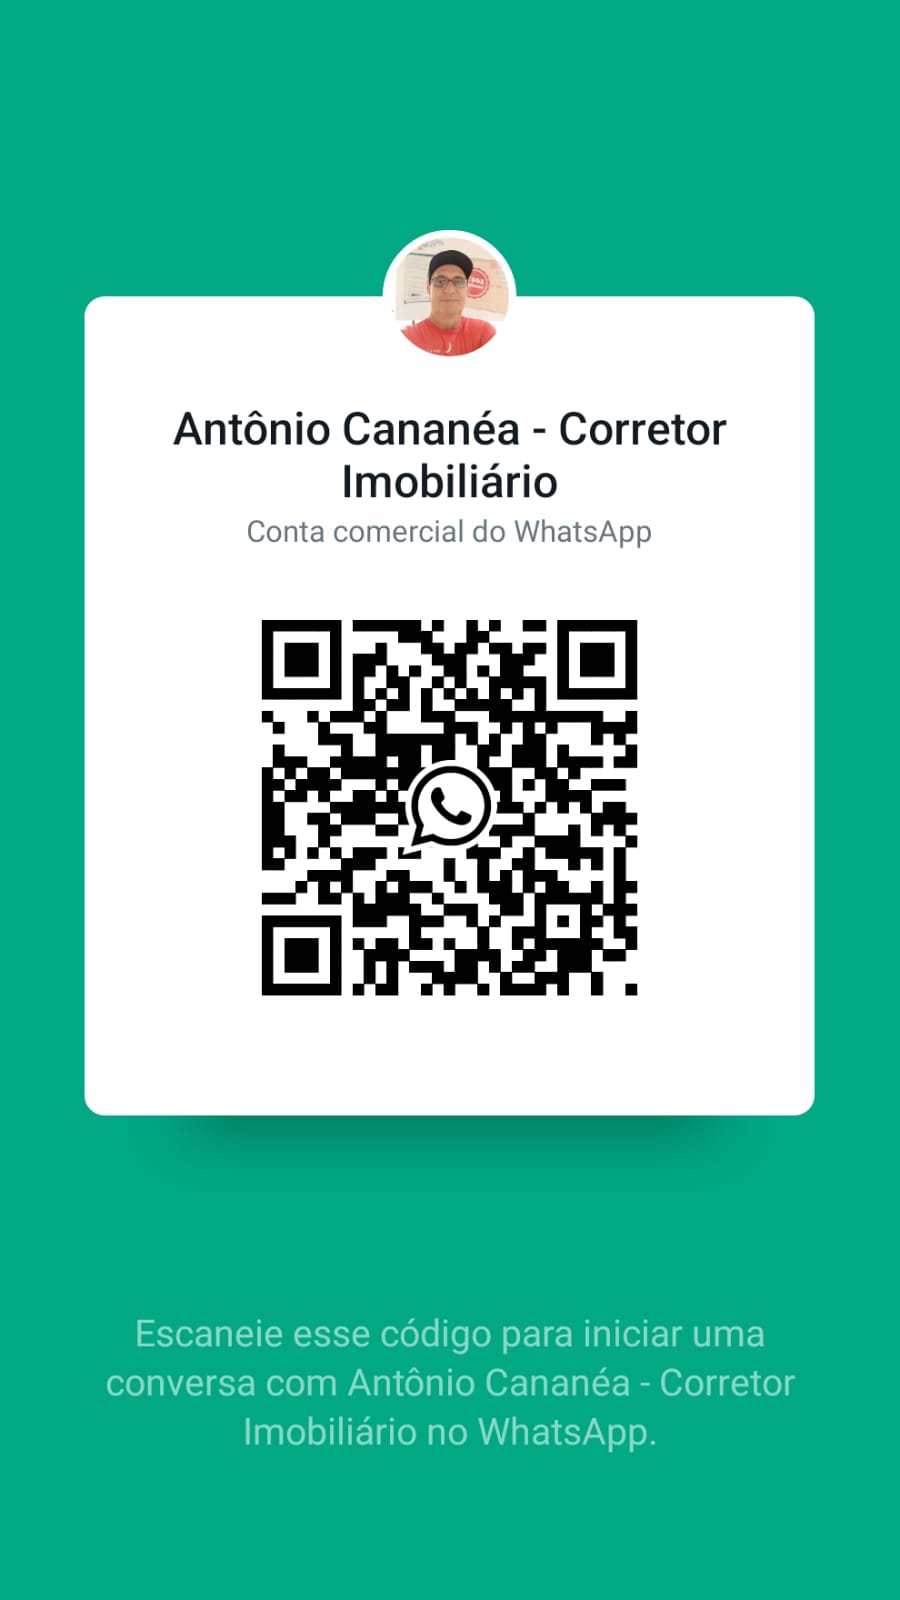 Antônio Cananéa - Corretor
Imobiliário
Conta comercial do WhatsApp
Escaneie esse código para iniciar uma
conversa com Antônio Cananéa - Corretor
Imobiliário no WhatsApp.